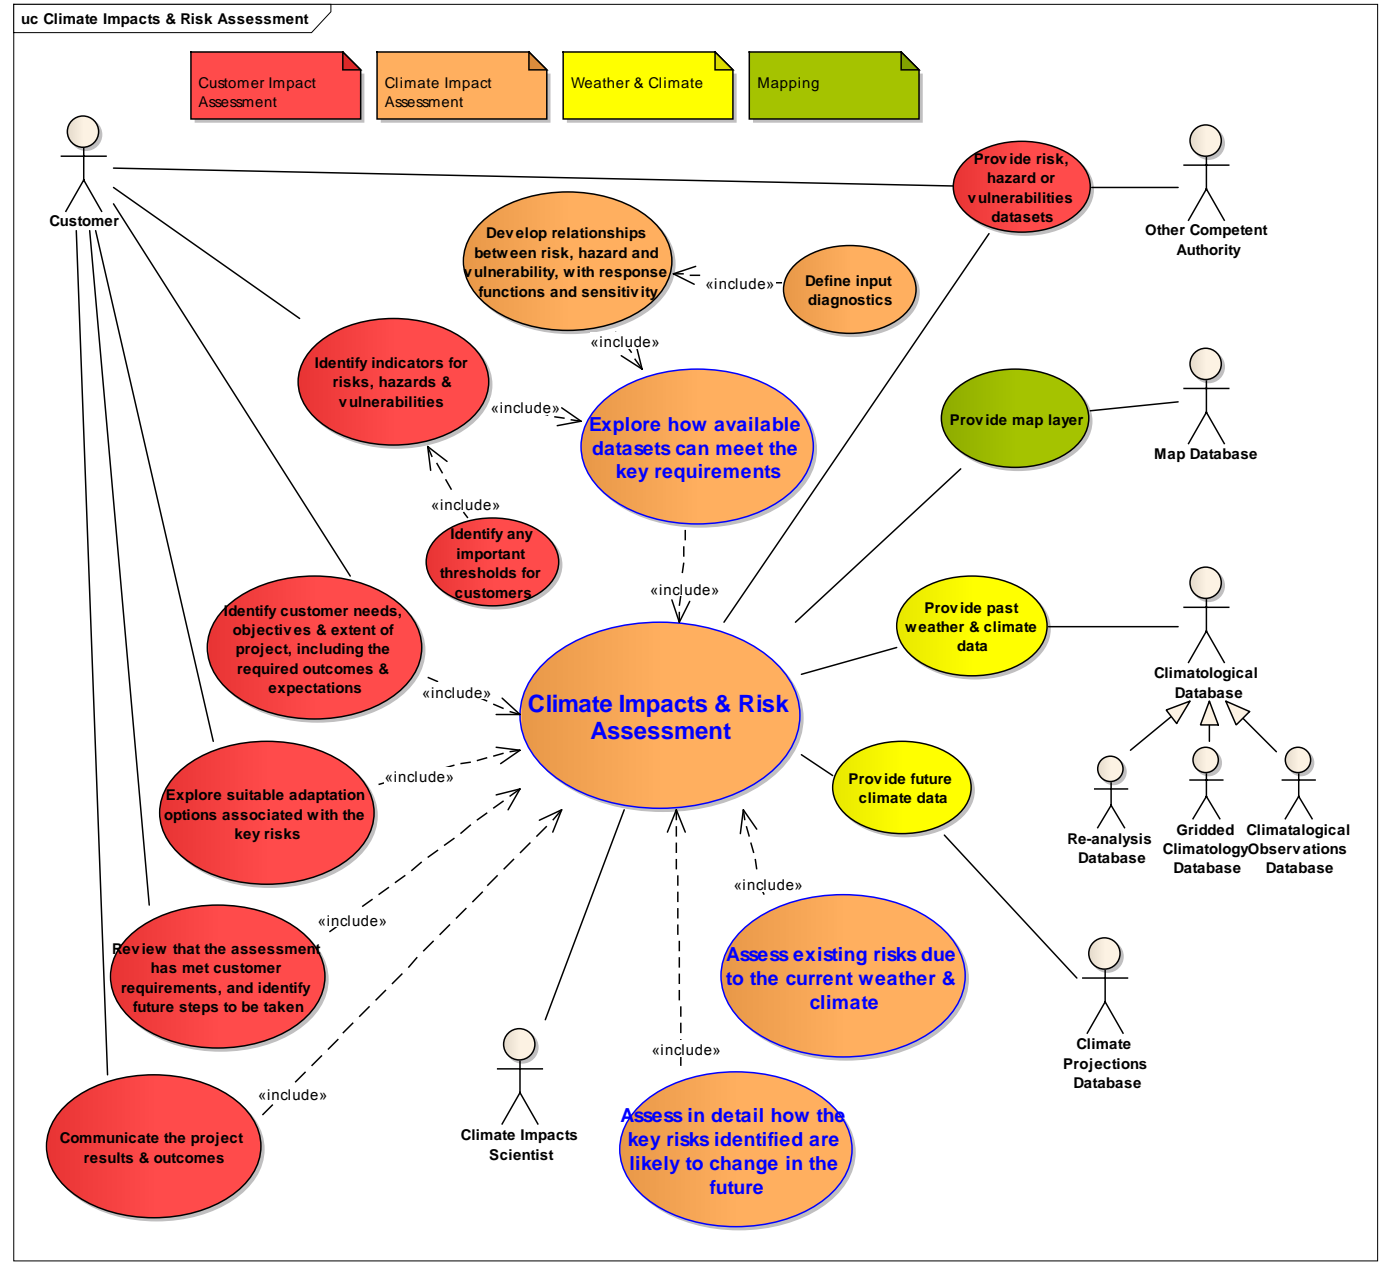 uc Climate Impacts & Risk Assessment
Customer Impact
Assessment
Climate Impact
Assessment
Weather & Climate
Mapping
Customer
Provide risk,
hazard or
vulnerabilities
datasets
Other Competent
Authority
Develop relationships
between risk, hazard and
vulnerability, with response
functions and sensitivity
«include»
Define input
diagnostics
«include»
Identify indicators for
risks, hazards &
vulnerabilities
«include»
Explore how available
datasets can meet the
key requirements
Provide map layer
Map Database
«include»
Identify any
important
thresholds for
customers
«include»
Identify customer needs,
objectives & extent of
project, including the
required outcomes &
expectations
«include»
Provide past
weather & climate
data
Climatological
Database
Climate Impacts & Risk
Assessment
Explore suitable adaptation
options associated with the
key risks
«include»
Provide future
climate data
Re-analysis
Database
Gridded
Climatology
Database
Climatalogical
Observations
Database
Review that the assessment
has met customer
requirements, and identify
future steps to be taken
«include»
«include»
Assess existing risks due
to the current weather &
climate
Climate
Projections
Database
«include»
Communicate the project
results & outcomes
«include»
Climate Impacts
Scientist
Assess in detail how the
key risks identified are
likely to change in the
future